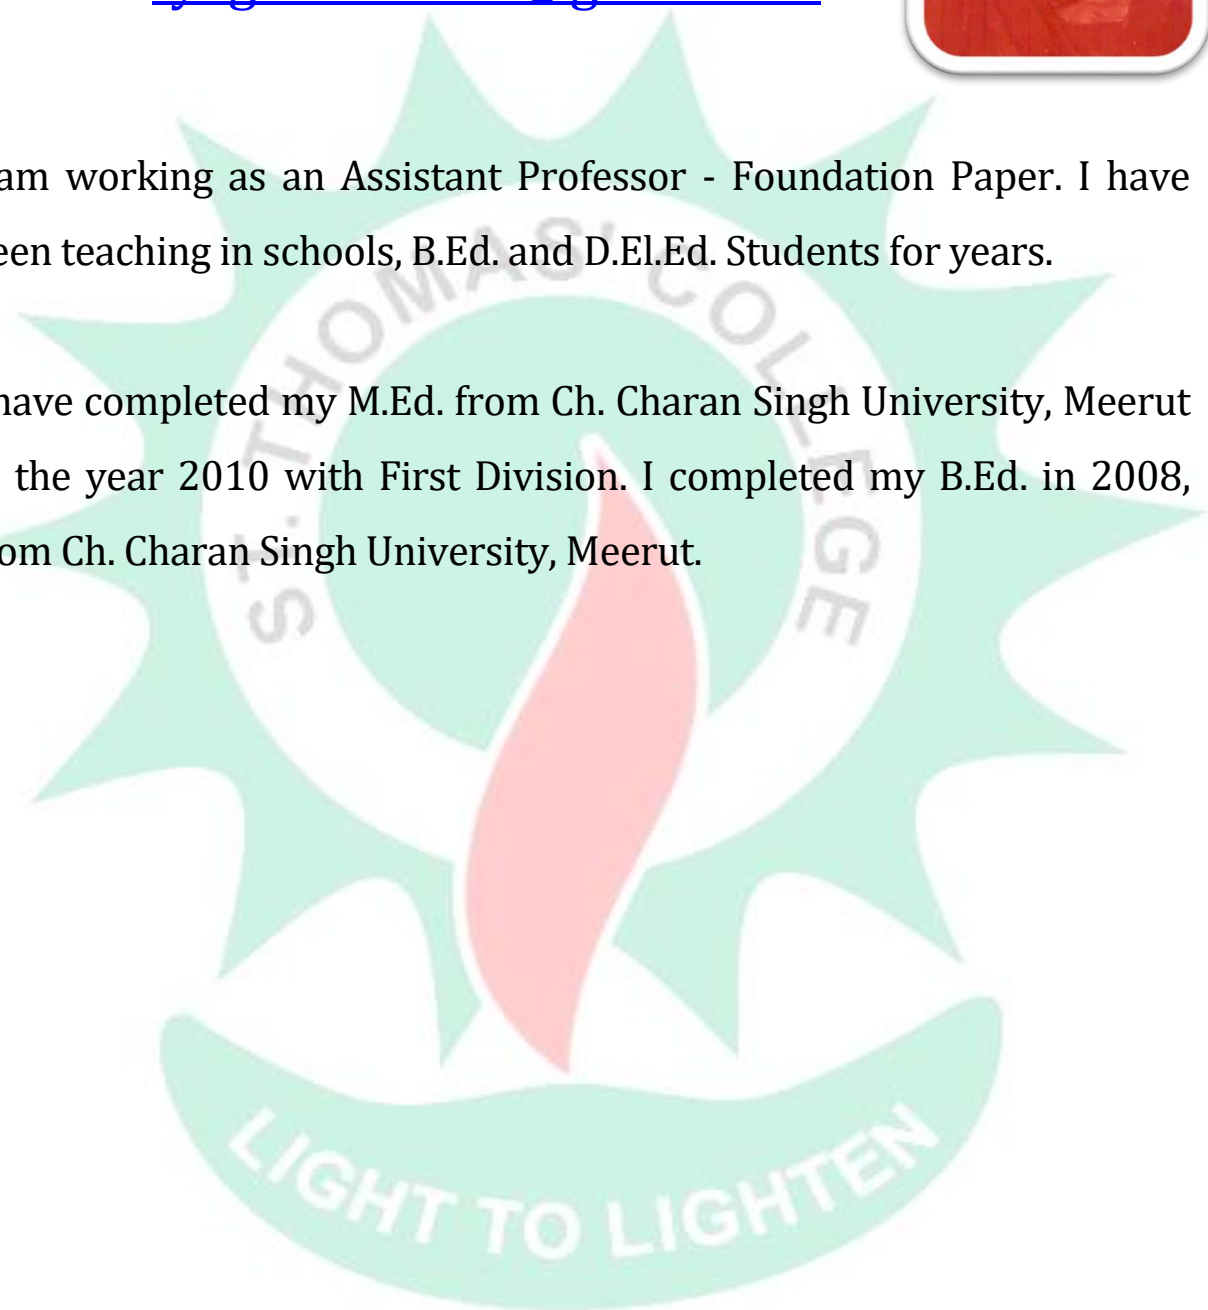 am working as an Assistant Professor - Foundation Paper. I have
een teaching in schools, B.Ed. and D.El.Ed. Students for years.
have completed my M.Ed. from Ch. Charan Singh University, Meerut
the year 2010 with First Division. I completed my B.Ed. in 2008,
om Ch. Charan Singh University, Meerut.
ST. THOMAS' COLLEGE
LIGHT TO LIGHTEN